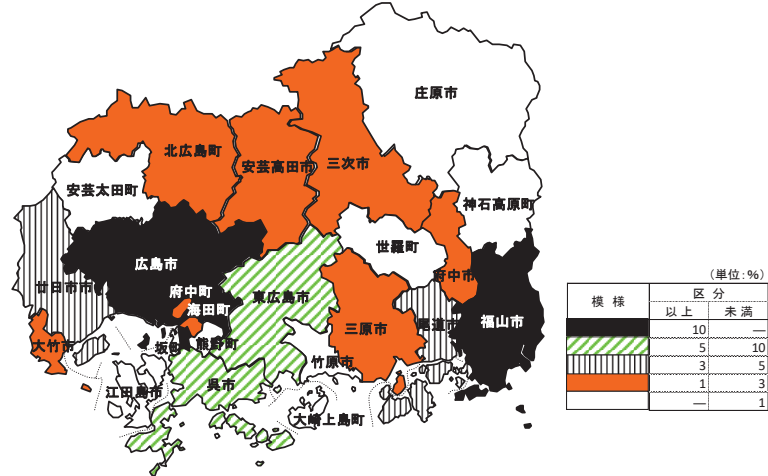 庄原市
北広島町
安芸高田市
三次市
安芸太田町
神石高原町
世羅町
広島市
府中市
廿日市市
府中町
東広島市
海田町
三原市
尾道市
福山市
大竹市
坂町
熊野町
竹原市
呉市
江田島市
大崎上島町
(単位:%)
模 様
区 分
以 上
未 満
10 ―
5 10
3 5
1 3
― 1